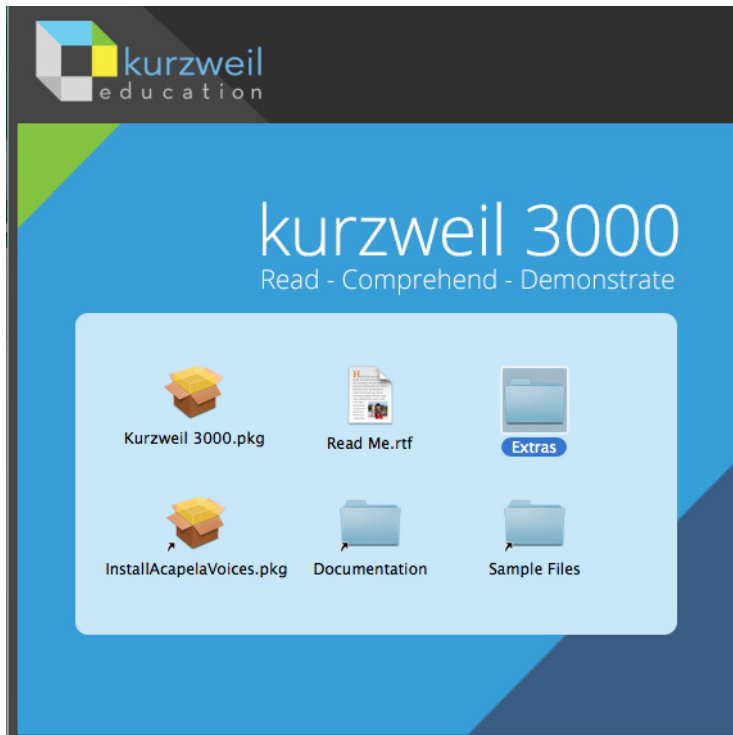 kurzweil
education
kurzweil 3000
Read - Comprehend - Demonstrate
Kurzweil 3000.pkg
Read Me.rtf
Extras
InstallAcapelaVoices.pkg
Documentation
Sample Files